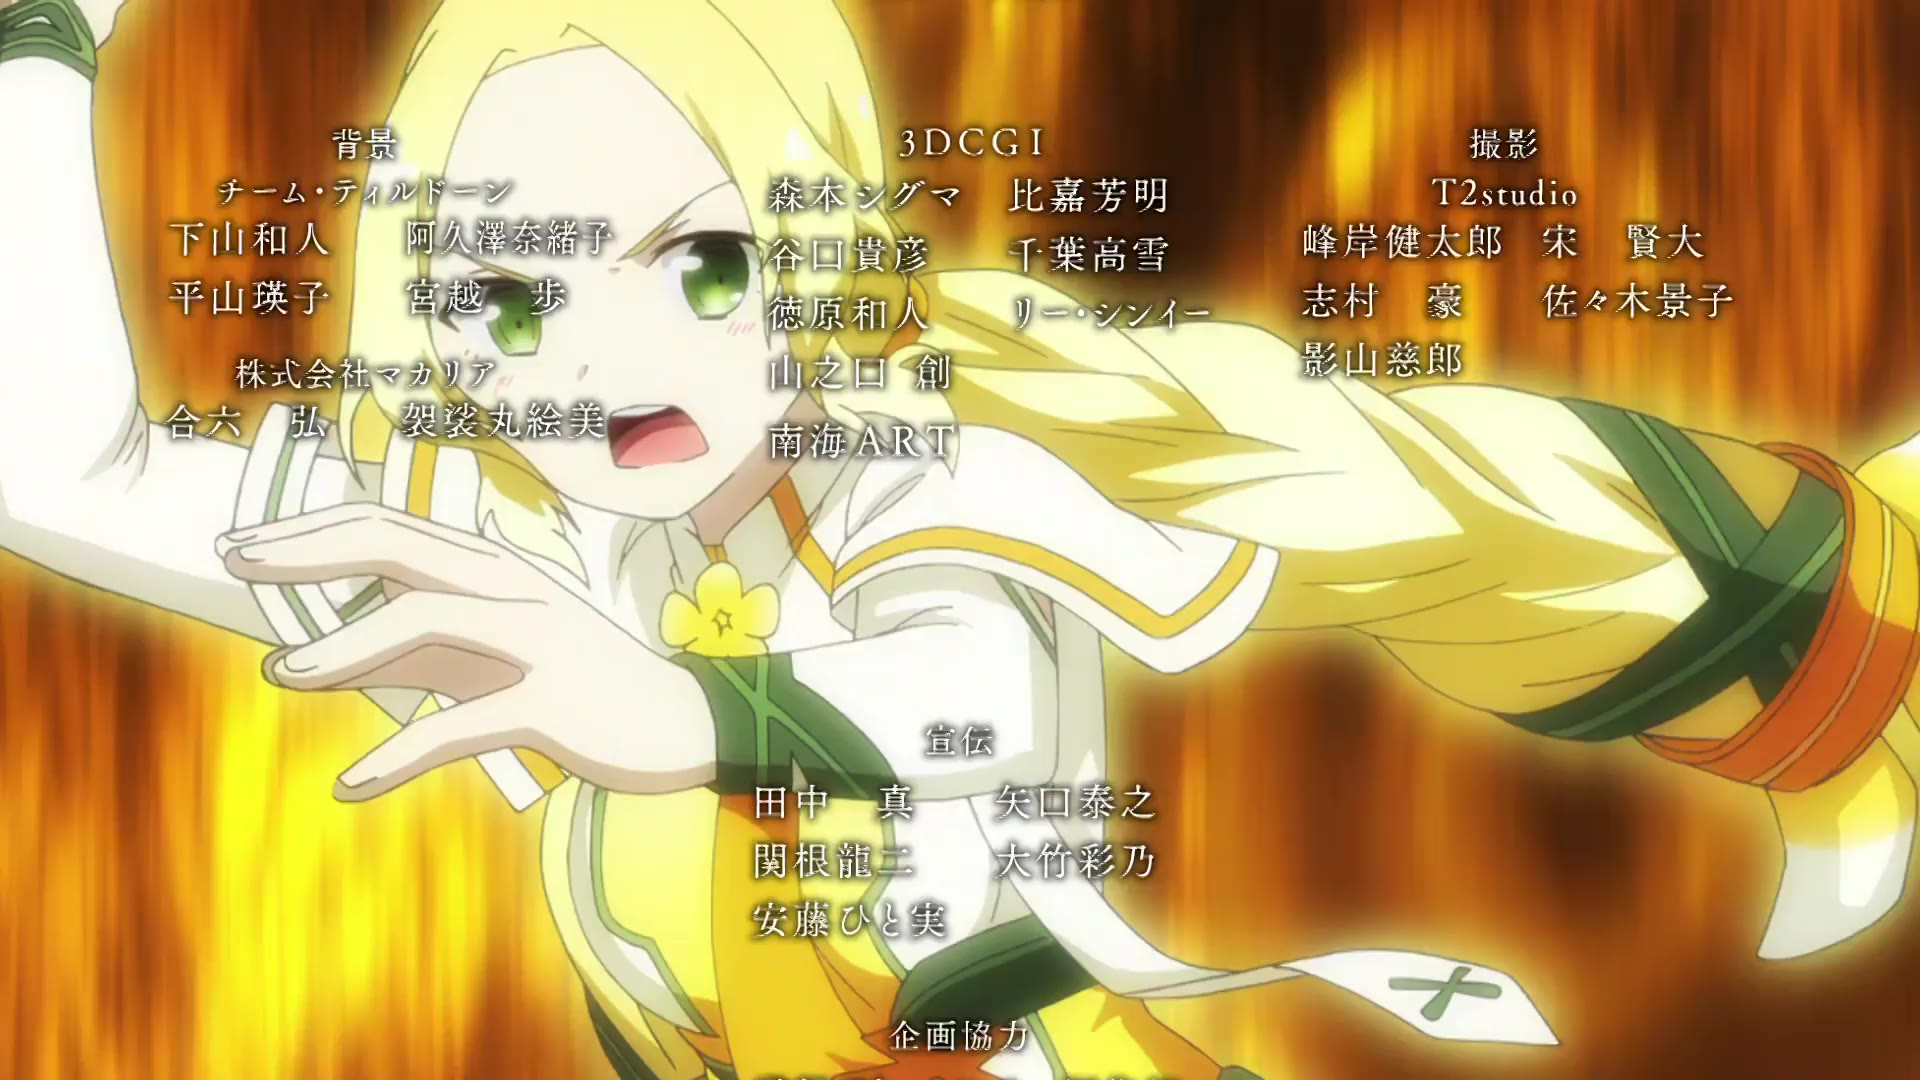 背景
チーム・ティルドーン
下山和人　阿久澤奈緒子
平山瑛子　宮越　歩
株式会社マカリア
合六　弘　袈裟丸絵美
3DCGI
森本シグマ　比嘉芳明
谷口貴彦　千葉高雪
徳原和人　リー・シンイー
山之口 創
南海ART
撮影
T2studio
峰岸健太郎　宋　賢大
志村　豪　佐々木景子
影山慈郎
宣伝
田中　真　矢口泰之
関根龍二　大竹彩乃
安藤ひと実
企画協力